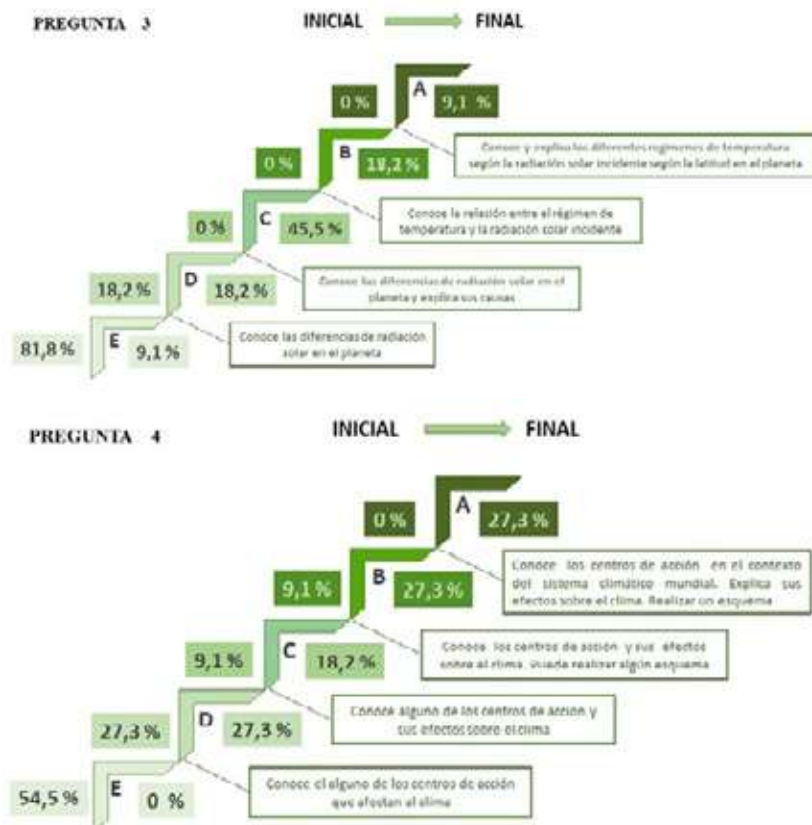 PREGUNTA 3
INICIAL FINAL
A
0 % 9,1 %
B
0 % 18,2 %
Conoce y explica los diferentes regímenes de temperatura
según la radiación solar incidente según la latitud en el planeta
C
0 % 45,5 %
Conoce la relación entre el régimen de
temperatura y la radiación solar incidente
D
18,2 % 18,2 %
Conoce las diferencias de radiación solar en el
planeta y explica sus causas
E
81,8 % 9,1 %
Conoce las diferencias de radiación
solar en el planeta
PREGUNTA 4
INICIAL FINAL
A
0 % 27,3 %
B
9,1 % 27,3 %
Conoce los centros de acción en el contexto
del sistema climático mundial. Explica sus
efectos sobre el clima. Realizar un esquema
C
9,1 % 18,2 %
Conoce los centros de acción y sus efectos
sobre el clima. Puede realizar algún esquema
D
27,3 % 27,3 %
Conoce alguno de los centros de acción y
sus efectos sobre el clima
E
54,5 % 0 %
Conoce el alguno de los centros de acción
que afectan al clima